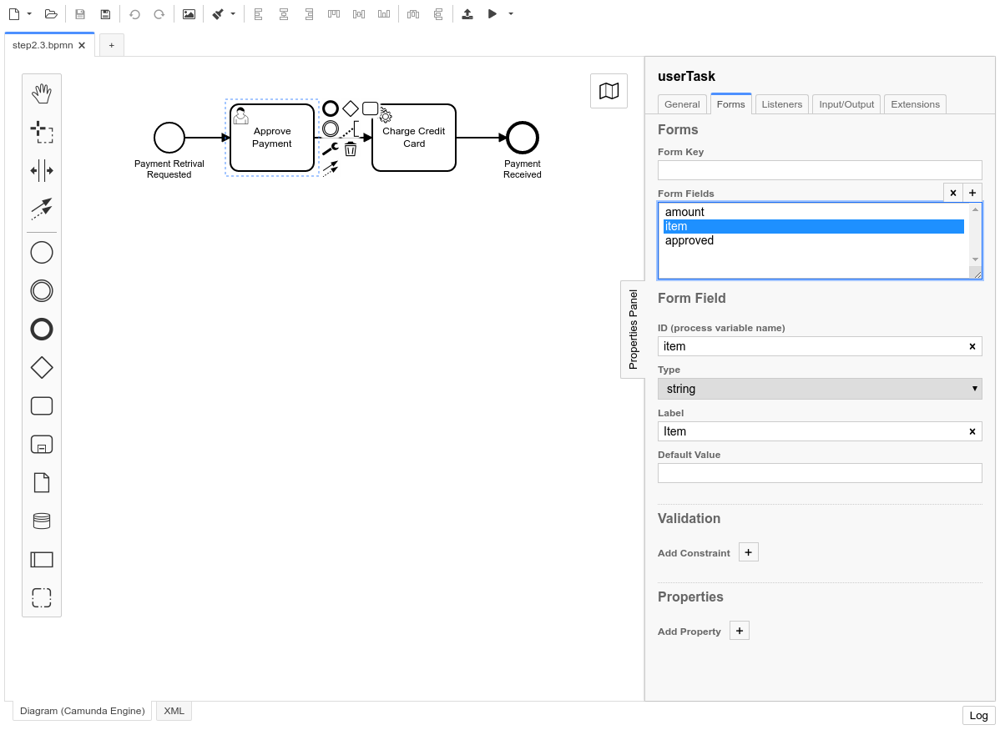 step2.3.bpmn ×
+
userTask
General Forms Listeners Input/Output Extensions
Forms
Form Key
Form Fields × +
amount
item
approved
Form Field
ID (process variable name)
item ×
Type
string
Label
Item ×
Default Value
Validation
Add Constraint +
Properties
Add Property +
Properties Panel
Approve
Payment
Charge Credit
Card
Payment Retrival
Requested
Payment
Received
Diagram (Camunda Engine) XML
Log